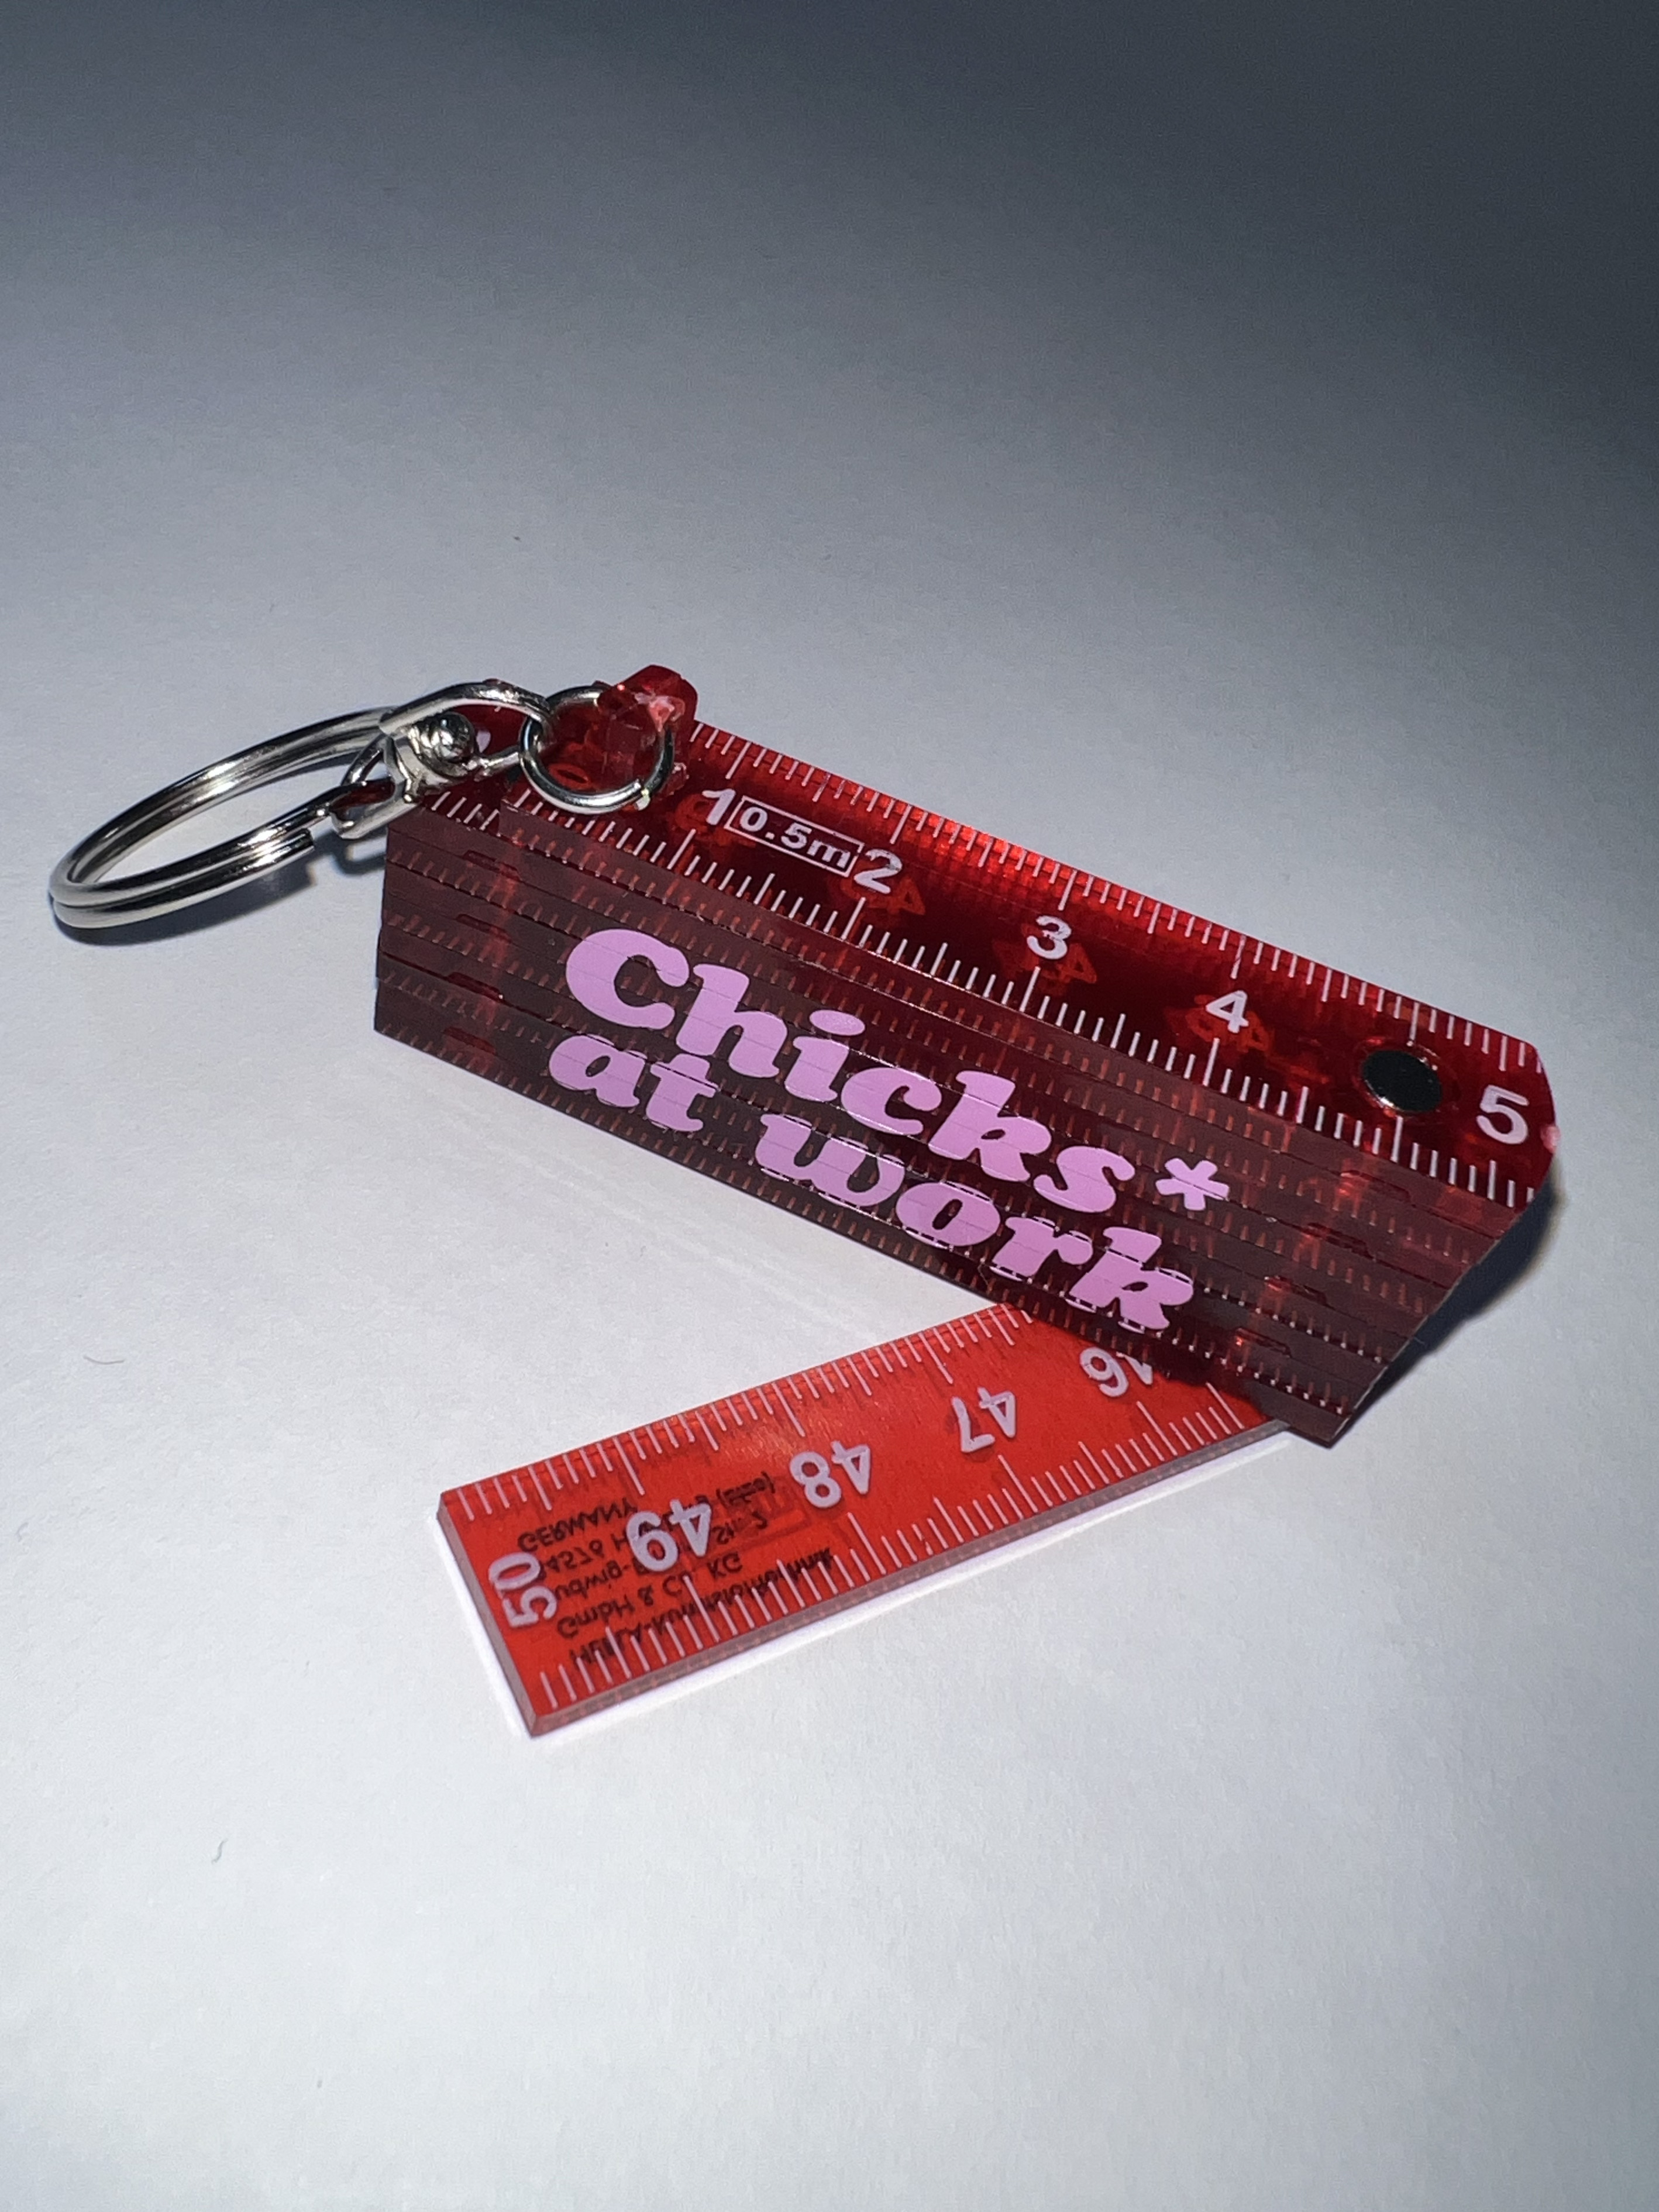 1 0.5m 2 3 4 5
Chicks*
at work
46
47
48
49
50
GmbH & Co. KG
GERMANY